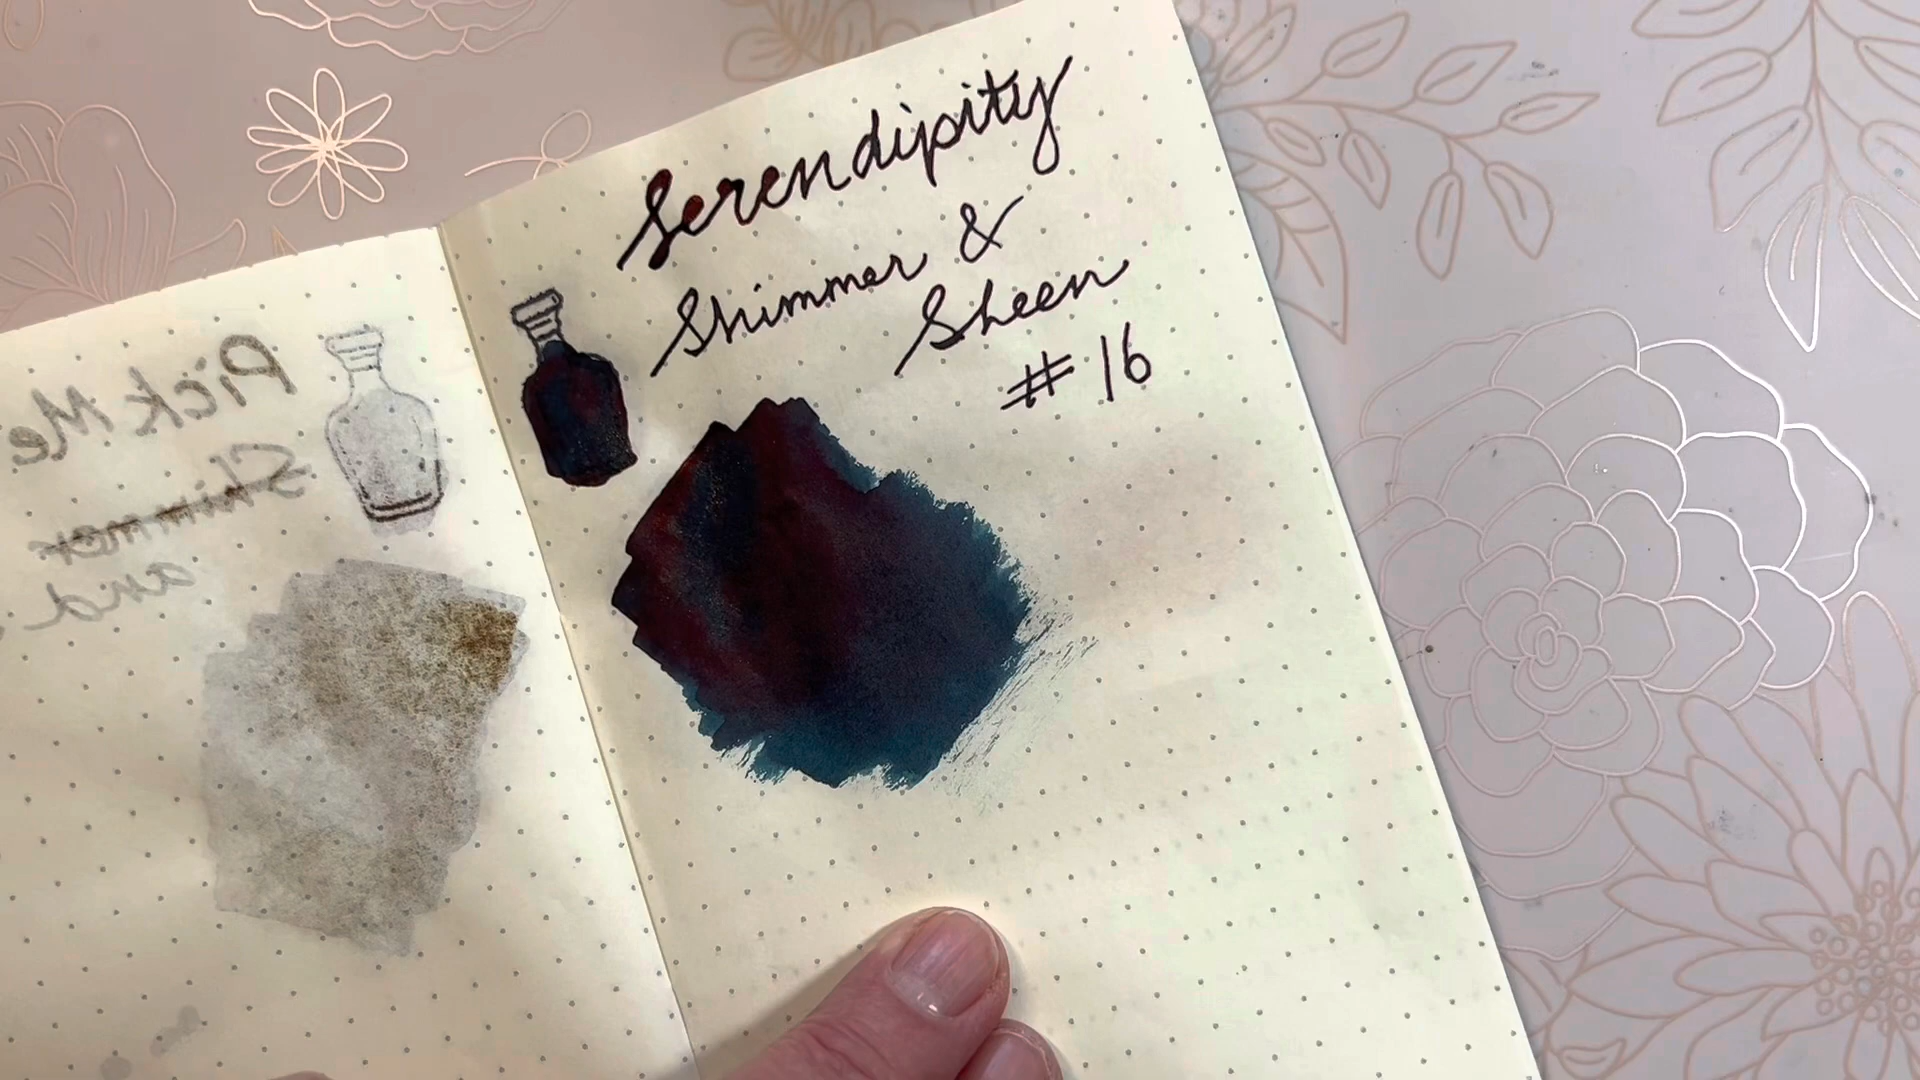 Pick Me
Shimmer
and
Serendipity
Shimmer &
Sheen
# 16